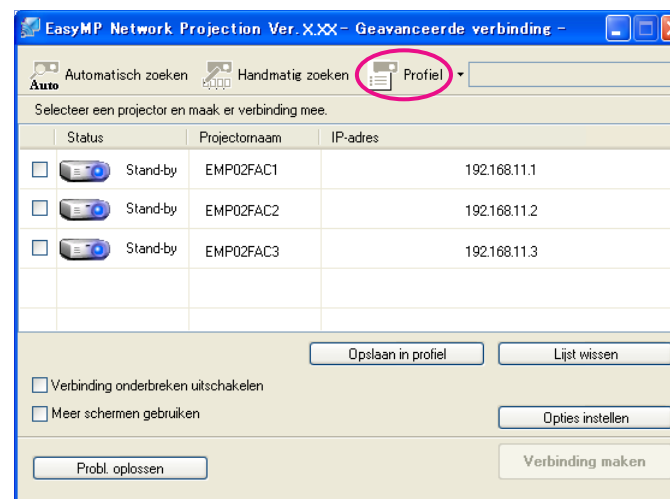 EasyMP Network Projection Ver. X.XX - Geavanceerde verbinding -
Auto Automatisch zoeken Handmatig zoeken Profiel
Selecteer een projector en maak er verbinding mee.
Status Projectornaam IP-adres
Stand-by EMP02FAC1 192.168.11.1
Stand-by EMP02FAC2 192.168.11.2
Stand-by EMP02FAC3 192.168.11.3
Opslaan in profiel Lijst wissen
Verbinding onderbreken uitschakelen
Meer schermen gebruiken
Opties instellen
Probl. oplossen Verbinding maken